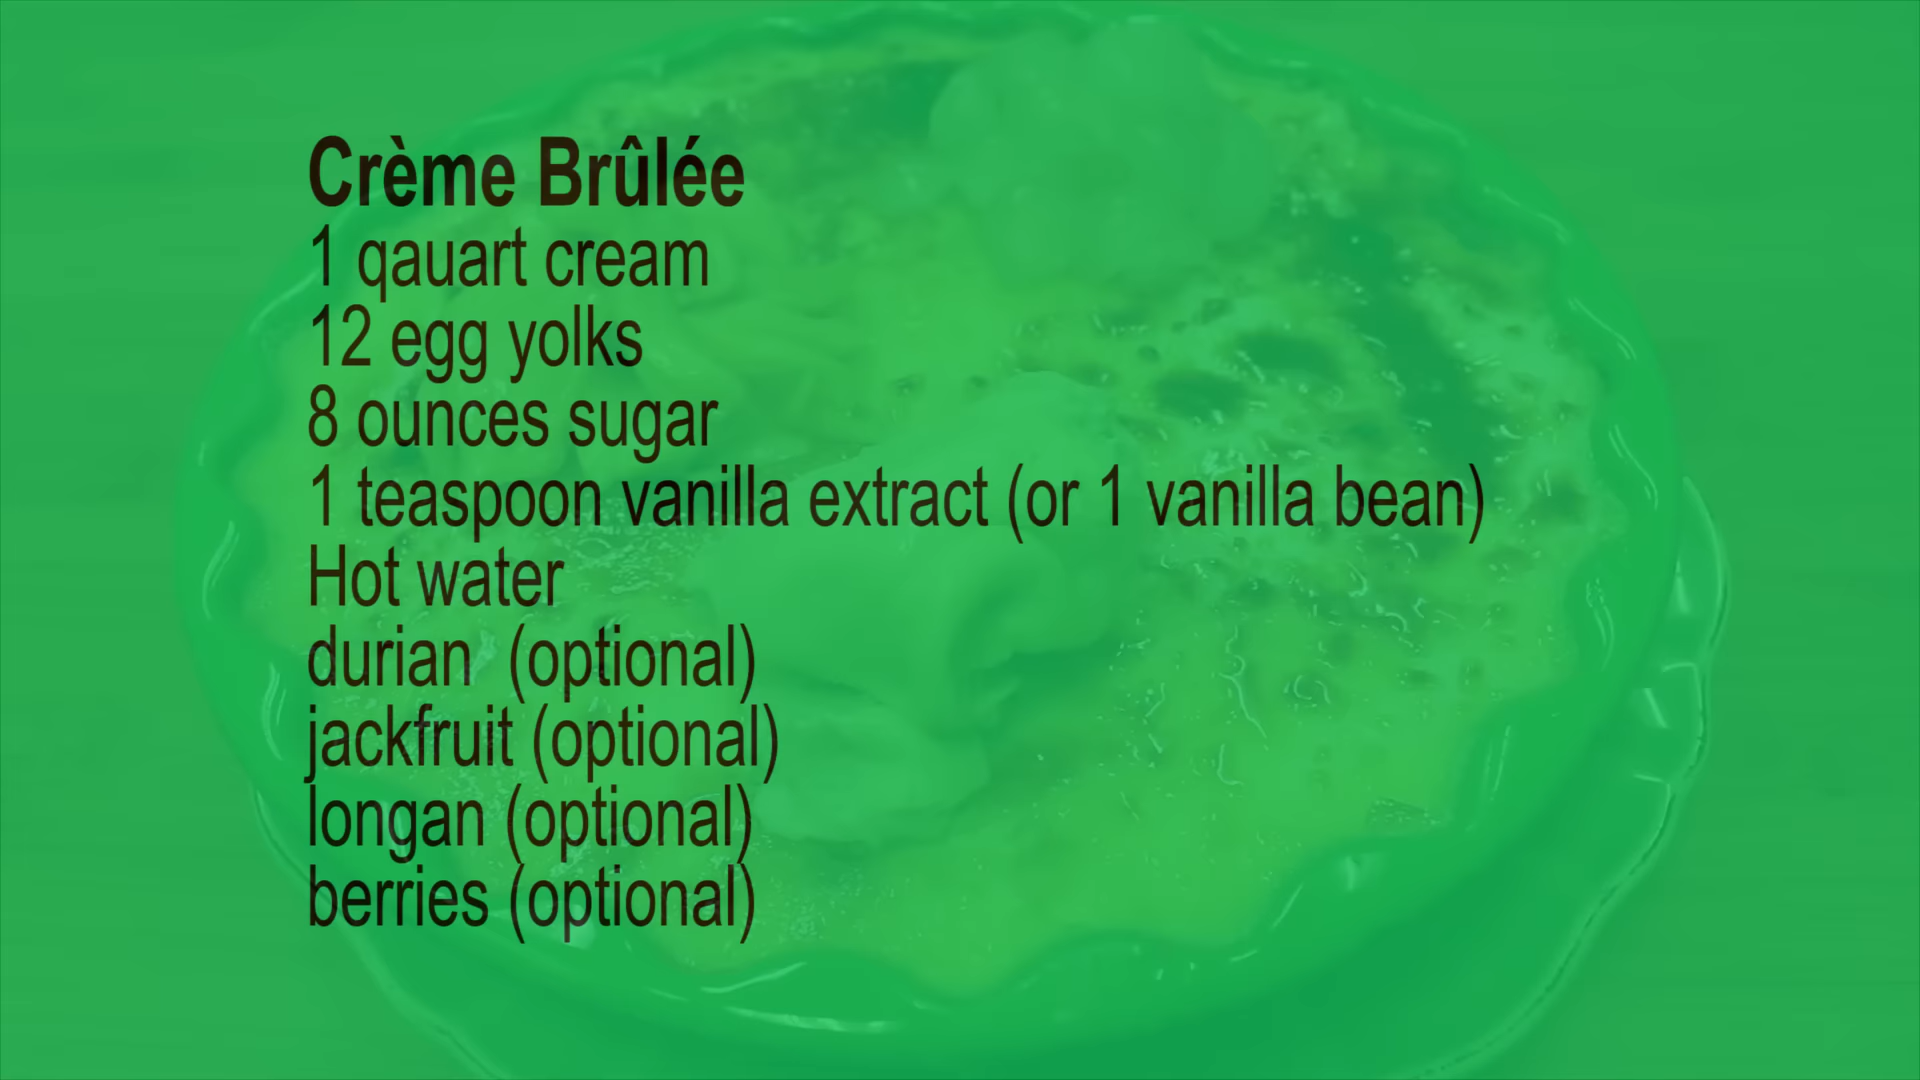 Crème Brûlée
1 qauart cream
12 egg yolks
8 ounces sugar
1 teaspoon vanilla extract (or 1 vanilla bean)
Hot water
durian  (optional)
jackfruit (optional)
longan (optional)
berries (optional)